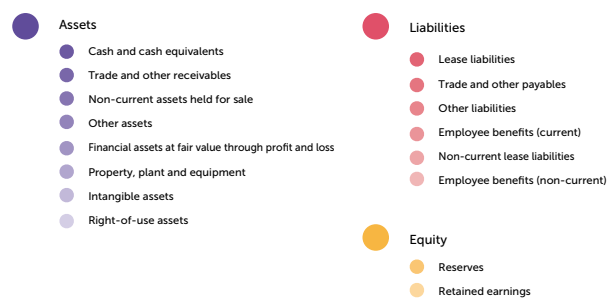 Assets
Cash and cash equivalents
Trade and other receivables
Non-current assets held for sale
Other assets
Financial assets at fair value through profit and loss
Property, plant and equipment
Intangible assets
Right-of-use assets
Liabilities
Lease liabilities
Trade and other payables
Other liabilities
Employee benefits (current)
Non-current lease liabilities
Employee benefits (non-current)
Equity
Reserves
Retained earnings